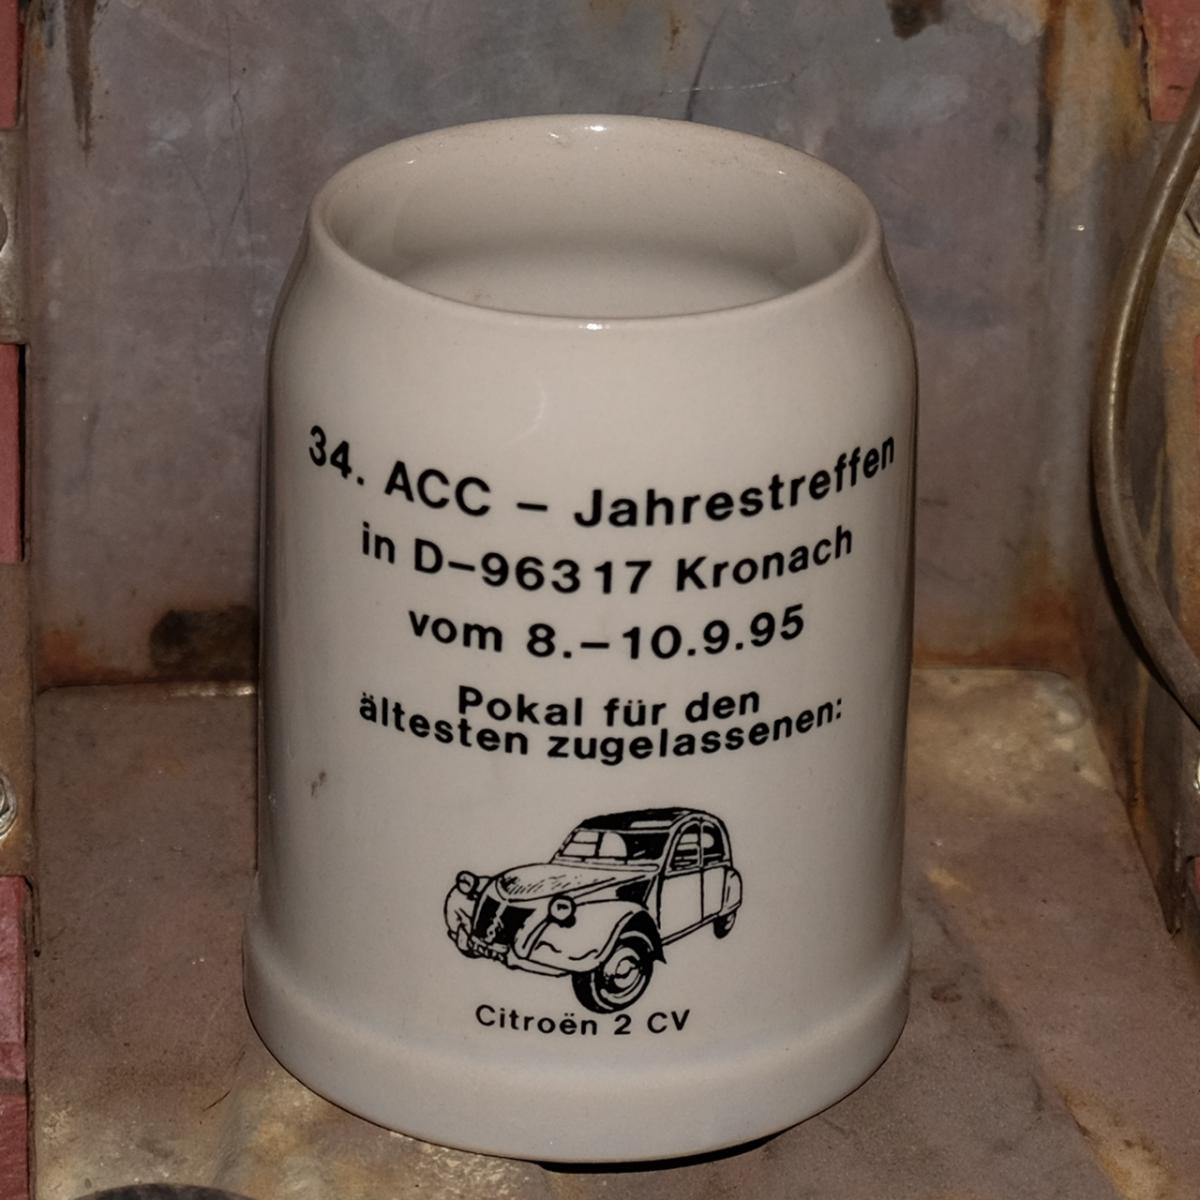 34. ACC – Jahrestreffen
in D–96317 Kronach
vom 8.–10.9.95
Pokal für den
ältesten zugelassenen:
Citroën 2 CV